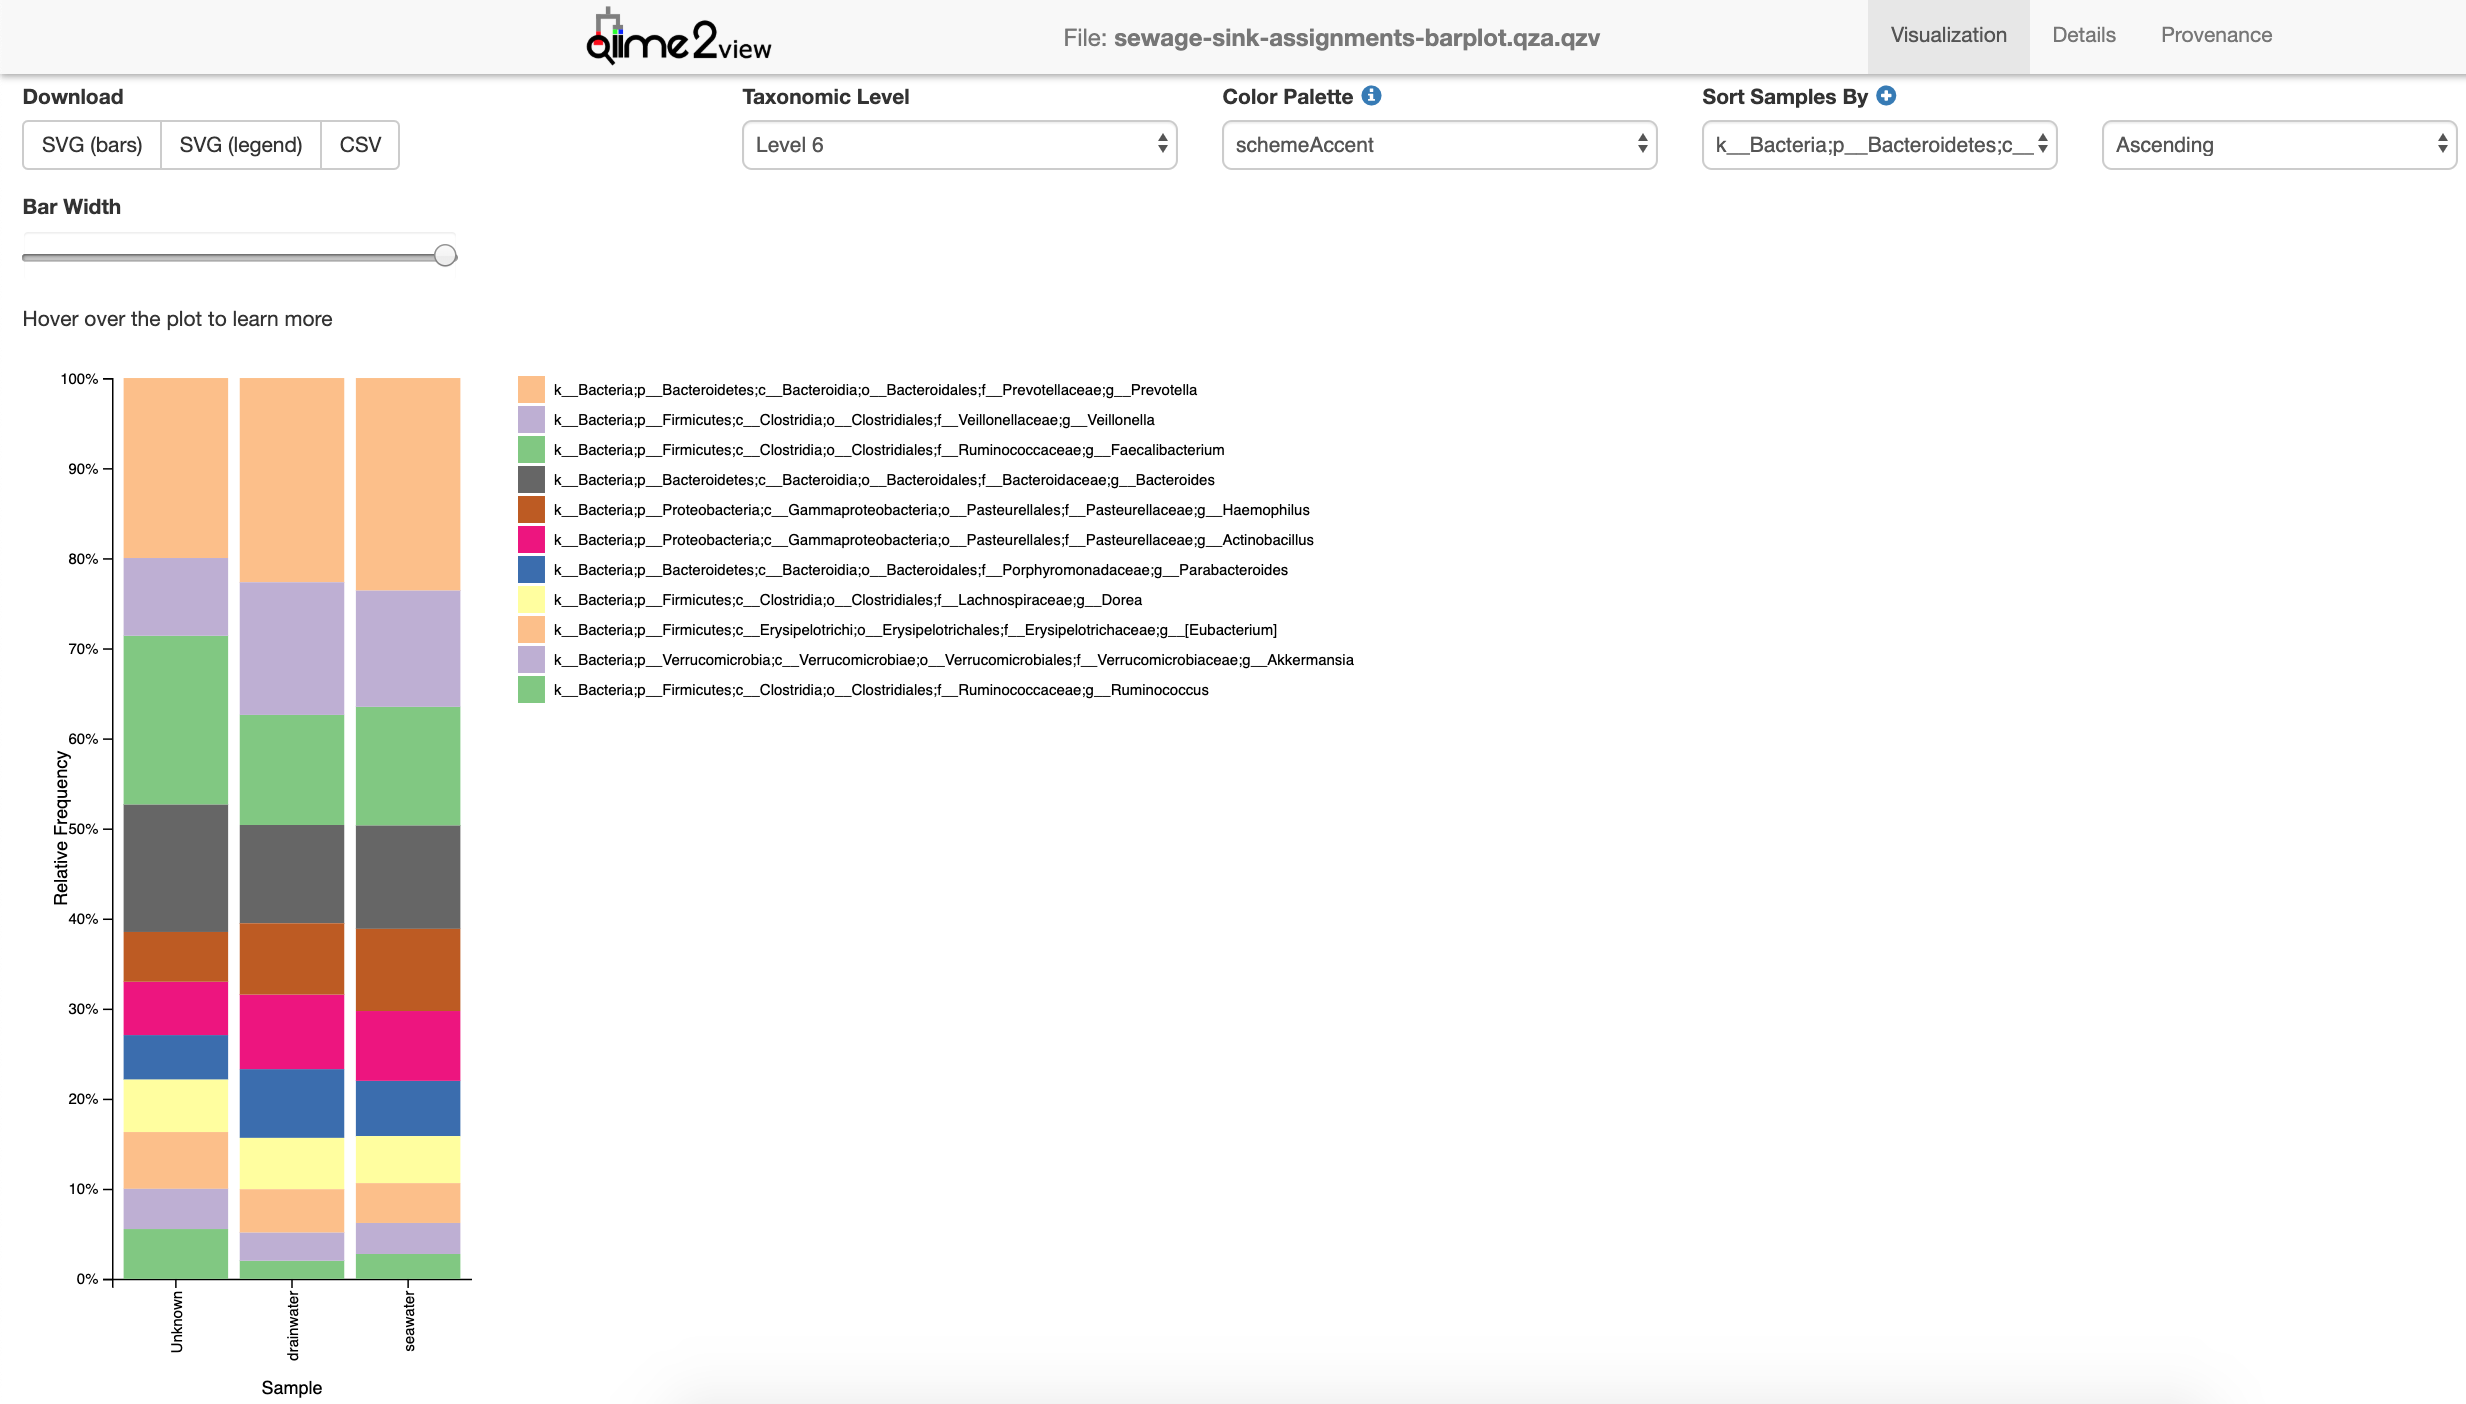 qiime2view
File: sewage-sink-assignments-barplot.qza.qzv
Visualization
Details
Provenance
Download
SVG (bars)
SVG (legend)
CSV
Taxonomic Level
Level 6
Color Palette
schemeAccent
Sort Samples By
k__Bacteria;p__Bacteroidetes;c__
Ascending
Bar Width
Hover over the plot to learn more
100%
90%
80%
70%
60%
50%
40%
30%
20%
10%
0%
Relative Frequency
Unknown
drainwater
seawater
Sample
k__Bacteria;p__Bacteroidetes;c__Bacteroidia;o__Bacteroidales;f__Prevotellaceae;g__Prevotella
k__Bacteria;p__Firmicutes;c__Clostridia;o__Clostridiales;f__Veillonellaceae;g__Veillonella
k__Bacteria;p__Firmicutes;c__Clostridia;o__Clostridiales;f__Ruminococcaceae;g__Faecalibacterium
k__Bacteria;p__Bacteroidetes;c__Bacteroidia;o__Bacteroidales;f__Bacteroidaceae;g__Bacteroides
k__Bacteria;p__Proteobacteria;c__Gammaproteobacteria;o__Pasteurellales;f__Pasteurellaceae;g__Haemophilus
k__Bacteria;p__Proteobacteria;c__Gammaproteobacteria;o__Pasteurellales;f__Pasteurellaceae;g__Actinobacillus
k__Bacteria;p__Bacteroidetes;c__Bacteroidia;o__Bacteroidales;f__Porphyromonadaceae;g__Parabacteroides
k__Bacteria;p__Firmicutes;c__Clostridia;o__Clostridiales;f__Lachnospiraceae;g__Dorea
k__Bacteria;p__Firmicutes;c__Erysipelotrichi;o__Erysipelotrichales;f__Erysipelotrichaceae;g__[Eubacterium]
k__Bacteria;p__Verrucomicrobia;c__Verrucomicrobiae;o__Verrucomicrobiales;f__Verrucomicrobiaceae;g__Akkermansia
k__Bacteria;p__Firmicutes;c__Clostridia;o__Clostridiales;f__Ruminococcaceae;g__Ruminococcus